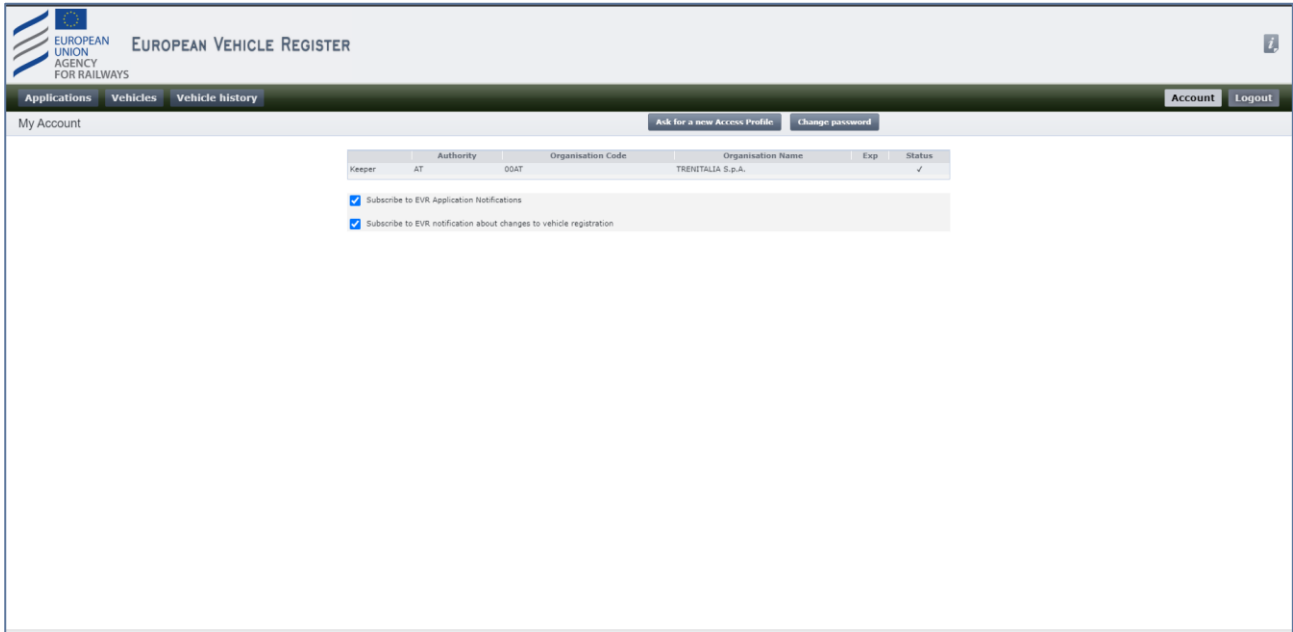 EUROPEAN
UNION
AGENCY
FOR RAILWAYS
EUROPEAN VEHICLE REGISTER
i
Applications Vehicles Vehicle history Account Logout
My Account Ask for a new Access Profile Change password
Authority Organisation Code Organisation Name Exp Status
Keeper AT 00AT TRENITALIA S.p.A. ✓
Subscribe to EVR Application Notifications
Subscribe to EVR notification about changes to vehicle registration